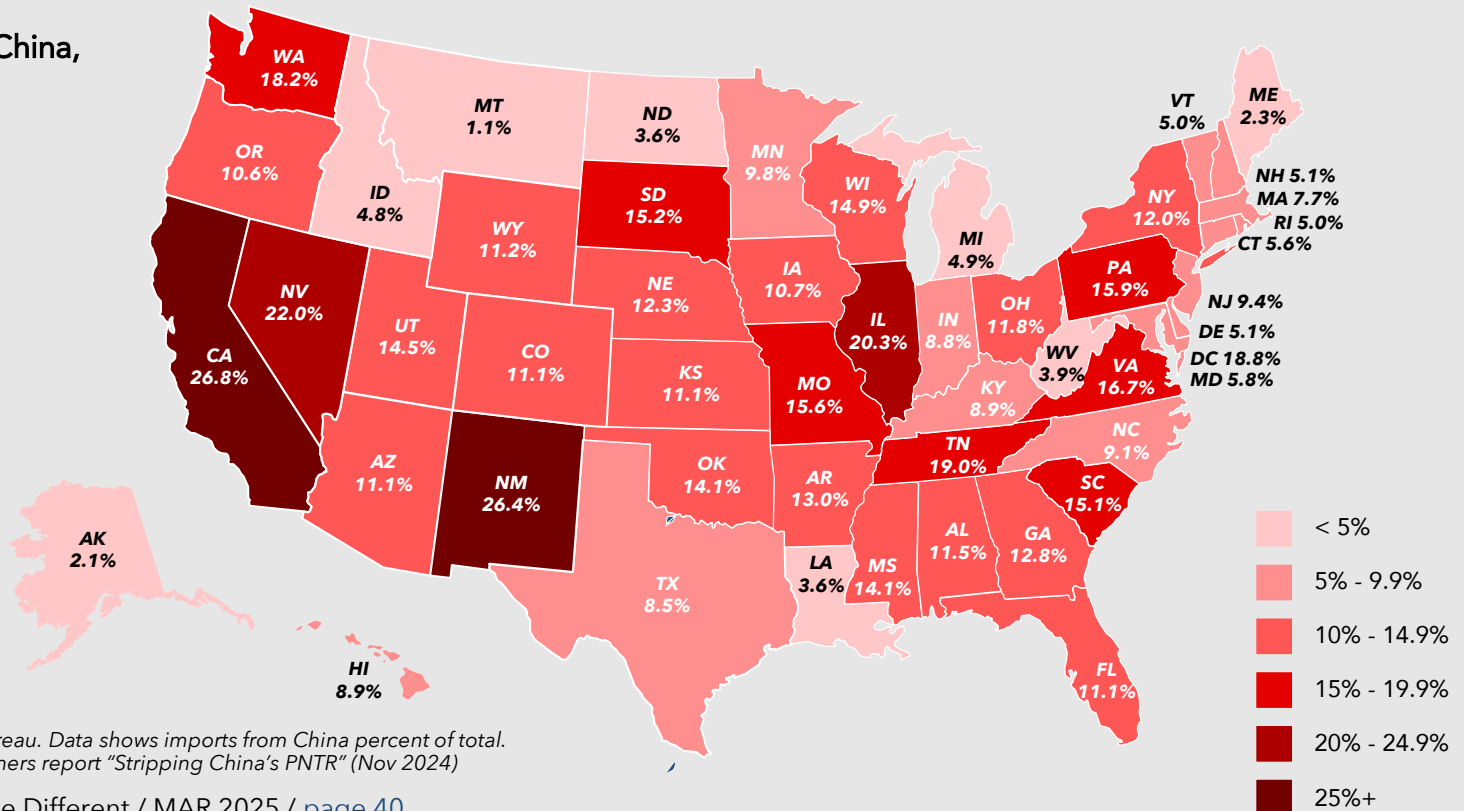 China,
WA
18.2%
MT
1.1%
ND
3.6%
MN
9.8%
VT
5.0%
ME
2.3%
OR
10.6%
ID
4.8%
SD
15.2%
WI
14.9%
NH 5.1%
MA 7.7%
RI 5.0%
CT 5.6%
NY
12.0%
WY
11.2%
MI
4.9%
NV
22.0%
NE
12.3%
IA
10.7%
PA
15.9%
NJ 9.4%
DE 5.1%
DC 18.8%
MD 5.8%
UT
14.5%
CO
11.1%
IL
20.3%
IN
8.8%
OH
11.8%
WV
3.9%
VA
16.7%
CA
26.8%
KS
11.1%
MO
15.6%
KY
8.9%
NC
9.1%
AZ
11.1%
NM
26.4%
OK
14.1%
AR
13.0%
TN
19.0%
SC
15.1%
AK
2.1%
TX
8.5%
LA
3.6%
MS
14.1%
AL
11.5%
GA
12.8%
HI
8.9%
FL
11.1%
< 5%
5% - 9.9%
10% - 14.9%
15% - 19.9%
20% - 24.9%
25%+
reau. Data shows imports from China percent of total.
ners report “Stripping China’s PNTR” (Nov 2024)
e Different / MAR 2025 / page 40